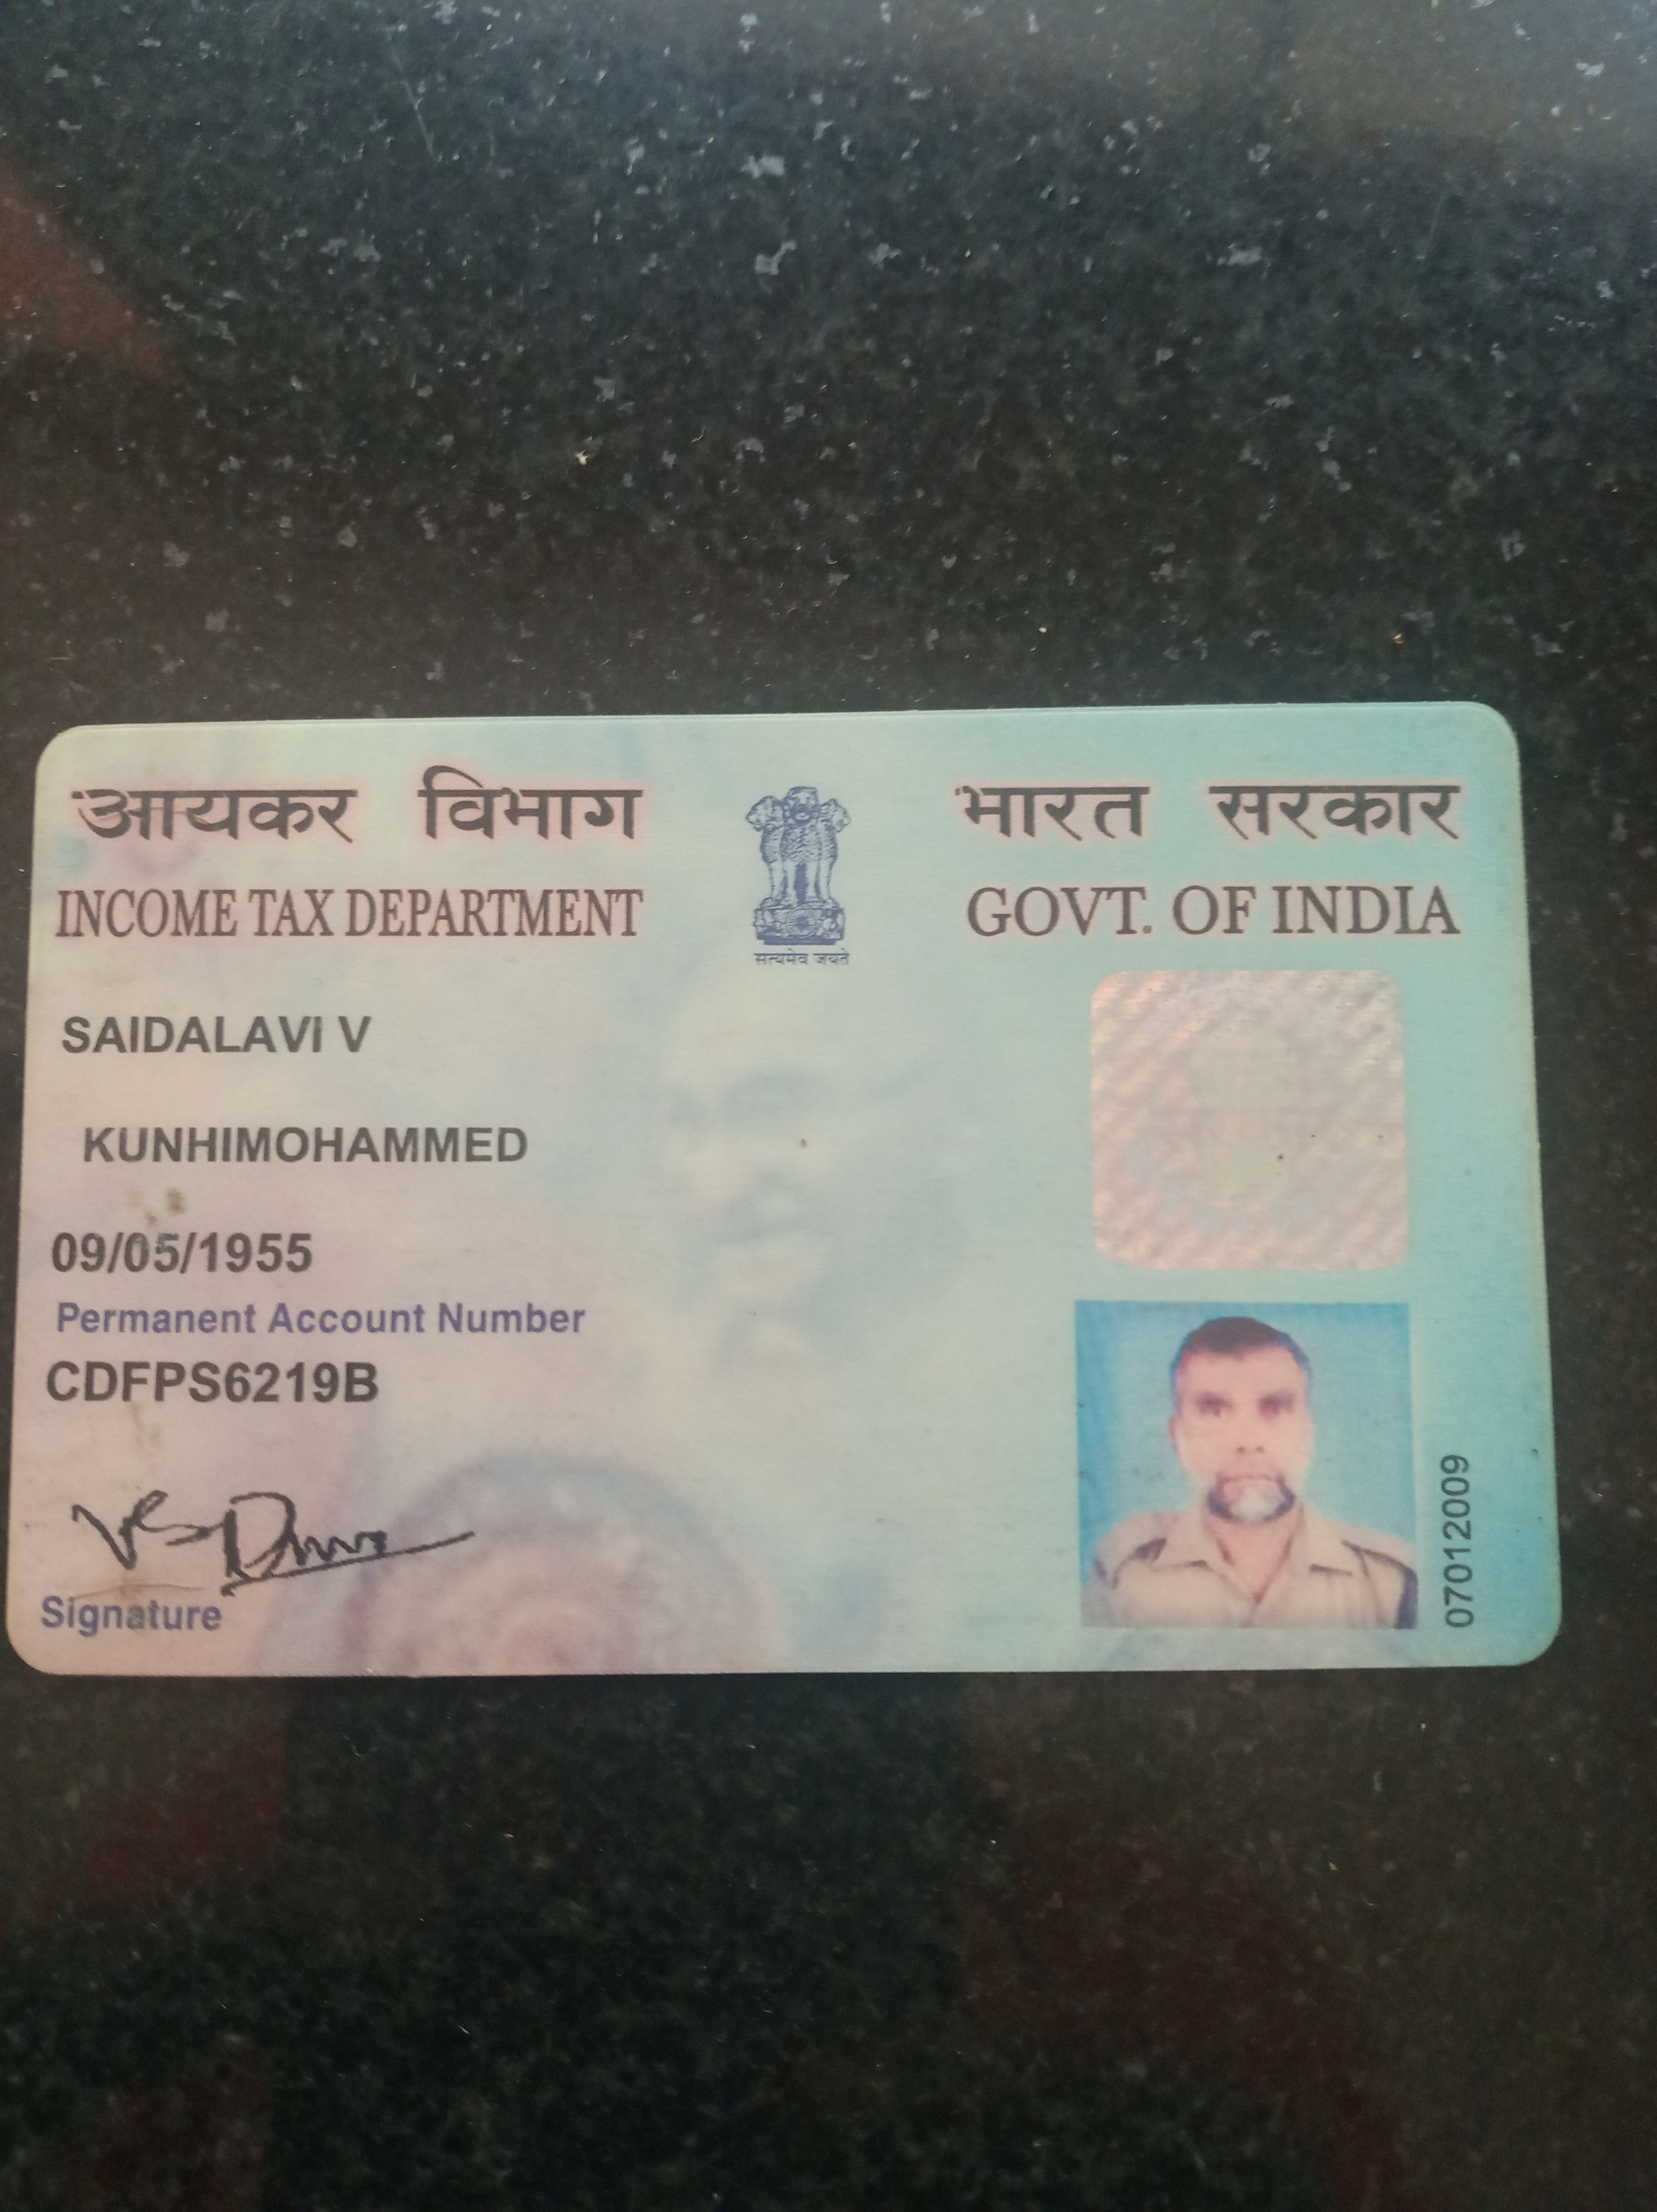 आयकर विभाग
INCOME TAX DEPARTMENT
सत्यमेव जयते
भारत सरकार
GOVT. OF INDIA
SAIDALAVI V
KUNHIMOHAMMED
09/05/1955
Permanent Account Number
CDFPS6219B
Signature
07012009